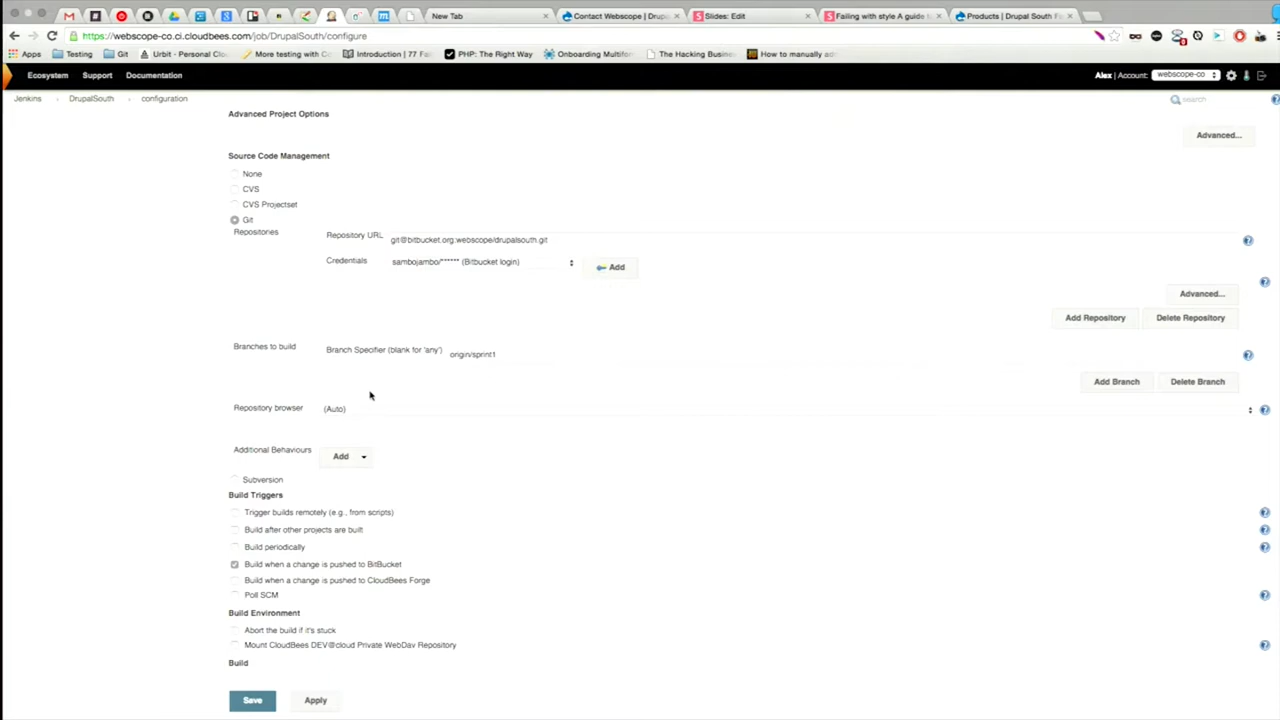 New Tab
Contact Webscope | Drup
Slides: Edit
Failing with style A guide t
Products | Drupal South Fi
https://webscope-co.ci.cloudbees.com/job/DrupalSouth/configure
Apps
Testing
Git
Urbit - Personal Clo
More testing with C
Introduction | 77 Fa
PHP: The Right Way
Onboarding Multifor
The Hacking Busine
How to manually ad
Ecosystem
Support
Documentation
Alex | Account:
webscope-co
Jenkins
DrupalSouth
configuration
search
Advanced Project Options
Advanced...
Source Code Management
None
CVS
CVS Projectset
Git
Repositories
Repository URL
git@bitbucket.org:webscope/drupalsouth.git
Credentials
sambojambo/****** (Bitbucket login)
Add
Advanced...
Add Repository
Delete Repository
Branches to build
Branch Specifier (blank for 'any')
origin/sprint1
Add Branch
Delete Branch
Repository browser
(Auto)
Additional Behaviours
Add
Subversion
Build Triggers
Trigger builds remotely (e.g., from scripts)
Build after other projects are built
Build periodically
Build when a change is pushed to BitBucket
Build when a change is pushed to CloudBees Forge
Poll SCM
Build Environment
Abort the build if it's stuck
Mount CloudBees DEV@cloud Private WebDav Repository
Build
Save
Apply